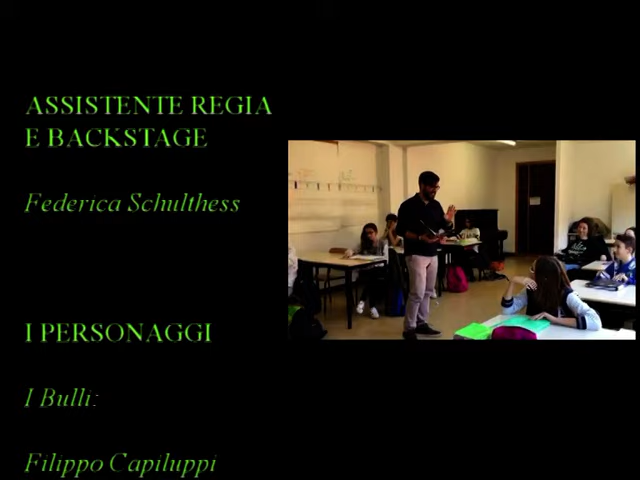 ASSISTENTE REGIA
E BACKSTAGE
Federica Schulthess
I PERSONAGGI
I Bulli:
Filippo Capiluppi